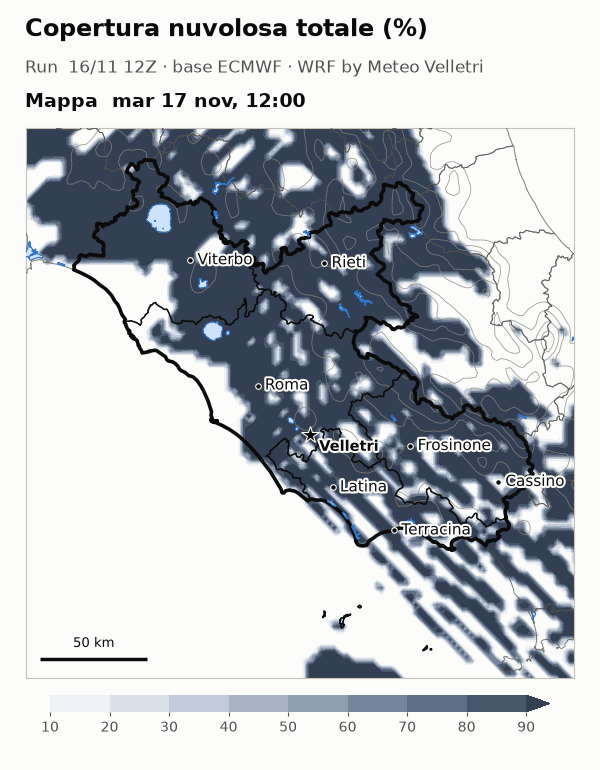 Copertura nuvolosa totale (%)
Run  16/11 12Z · base ECMWF · WRF by Meteo Velletri
Mappa  mar 17 nov, 12:00
Viterbo
Rieti
Roma
Velletri
Frosinone
Cassino
Latina
Terracina
50 km
10 20 30 40 50 60 70 80 90